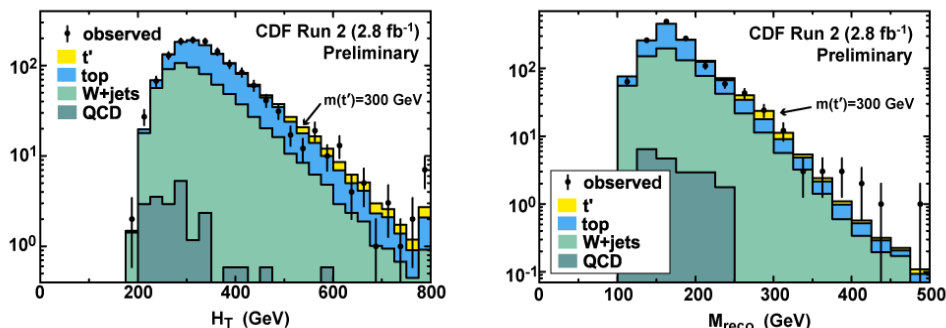 CDF Run 2 (2.8 fb⁻¹)
Preliminary
observed
t'
top
W+jets
QCD
m(t')=300 GeV
10²
10¹
10⁰
0
200
400
600
800
H_T (GeV)
CDF Run 2 (2.8 fb⁻¹)
Preliminary
m(t')=300 GeV
observed
t'
top
W+jets
QCD
10²
10¹
10⁰
10⁻¹
0
100
200
300
400
500
M_reco (GeV)